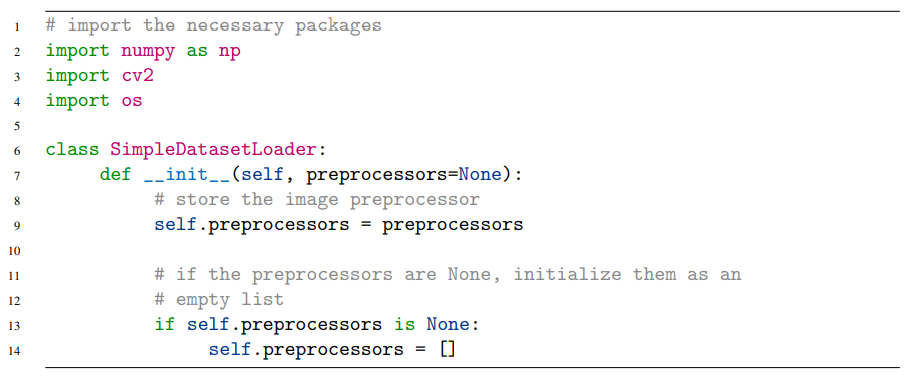 1 # import the necessary packages
2 import numpy as np
3 import cv2
4 import os
5
6 class SimpleDatasetLoader:
7     def __init__(self, preprocessors=None):
8         # store the image preprocessor
9         self.preprocessors = preprocessors
10
11         # if the preprocessors are None, initialize them as an
12         # empty list
13         if self.preprocessors is None:
14             self.preprocessors = []